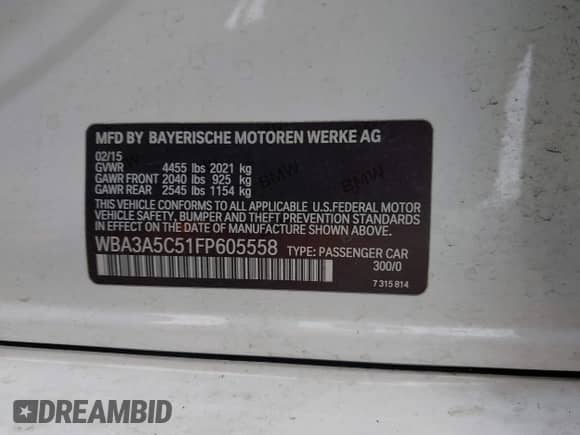 MFD BY BAYERISCHE MOTOREN WERKE AG
02/15
GVWR 4455 lbs 2021 kg
GAWR FRONT 2040 lbs 925 kg
GAWR REAR 2545 lbs 1154 kg
THIS VEHICLE CONFORMS TO ALL APPLICABLE U.S.FEDERAL MOTOR
VEHICLE SAFETY, BUMPER AND THEFT PREVENTION STANDARDS
IN EFFECT ON THE DATE OF MANUFACTURE SHOWN ABOVE.
WBA3A5C51FP605558 TYPE: PASSENGER CAR
300/0
7 315 814
BMW
BMW
DREAMBID